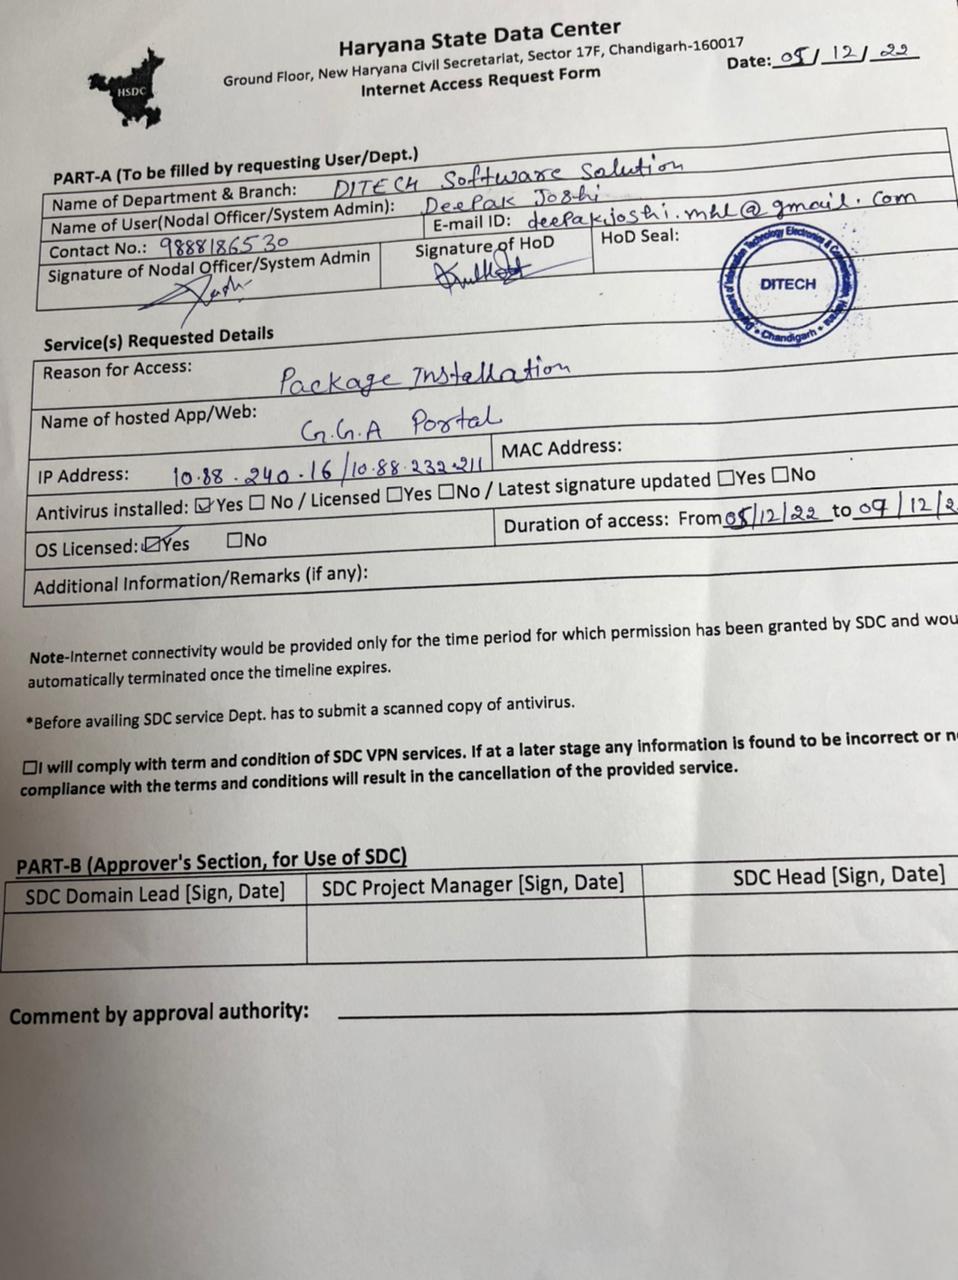 Haryana State Data Center
Ground Floor, New Haryana Civil Secretariat, Sector 17F, Chandigarh-160017
Internet Access Request Form
Date: 05/12/22
HSDC
PART-A (To be filled by requesting User/Dept.)
Name of Department & Branch: DITECH Software Solution
Name of User(Nodal Officer/System Admin): Deepak Joshi
Contact No.: 9888186530 E-mail ID: deepakjoshi.mhl@gmail.com
Signature of Nodal Officer/System Admin Signature of HoD HoD Seal:
Department of Information Technology Electronics & Communication, Haryana
DITECH
• Chandigarh •
Service(s) Requested Details
Reason for Access: Package Installation
Name of hosted App/Web: G.G.A Portal
IP Address: 10.88.240.16/10.88.232.211 MAC Address:
Antivirus installed: ☑Yes ☐ No / Licensed ☐Yes ☐No / Latest signature updated ☐Yes ☐No
OS Licensed: ☑Yes ☐No Duration of access: From 05/12/22 to 09/12/2
Additional Information/Remarks (if any):
Note-Internet connectivity would be provided only for the time period for which permission has been granted by SDC and wou
automatically terminated once the timeline expires.
*Before availing SDC service Dept. has to submit a scanned copy of antivirus.
☐I will comply with term and condition of SDC VPN services. If at a later stage any information is found to be incorrect or n
compliance with the terms and conditions will result in the cancellation of the provided service.
PART-B (Approver's Section, for Use of SDC)
SDC Domain Lead [Sign, Date] SDC Project Manager [Sign, Date] SDC Head [Sign, Date]
Comment by approval authority: